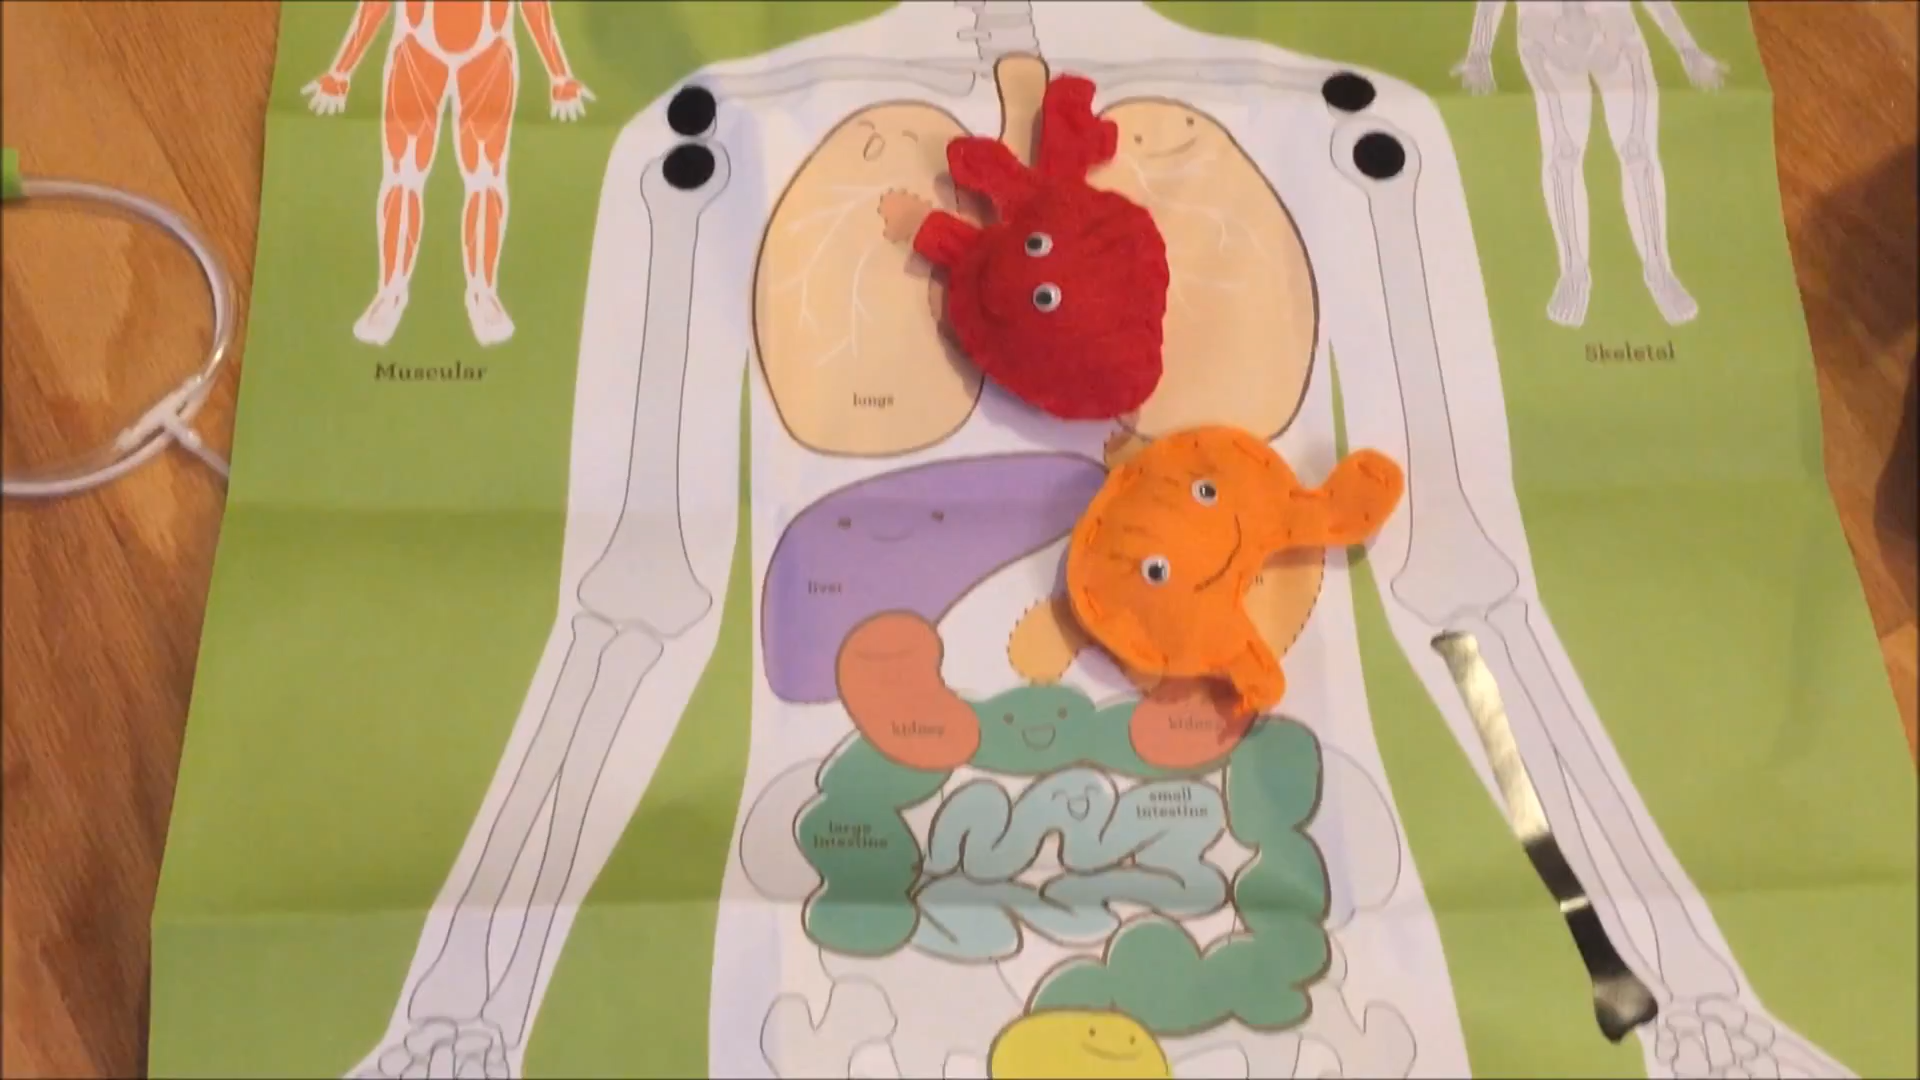 Muscular
Skeletal
lungs
liver
kidney
kidney
small
intestine
large
intestine